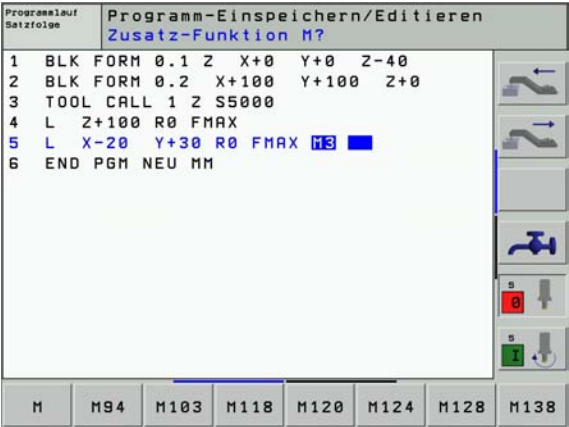 Programmlauf
Satzfolge
Programm-Einspeichern/Editieren
Zusatz-Funktion M?
1 BLK FORM 0.1 Z X+0 Y+0 Z-40
2 BLK FORM 0.2 X+100 Y+100 Z+0
3 TOOL CALL 1 Z S5000
4 L Z+100 R0 FMAX
5 L X-20 Y+30 R0 FMAX M3
6 END PGM NEU MM
S
0
S
I
M M94 M103 M118 M120 M124 M128 M138